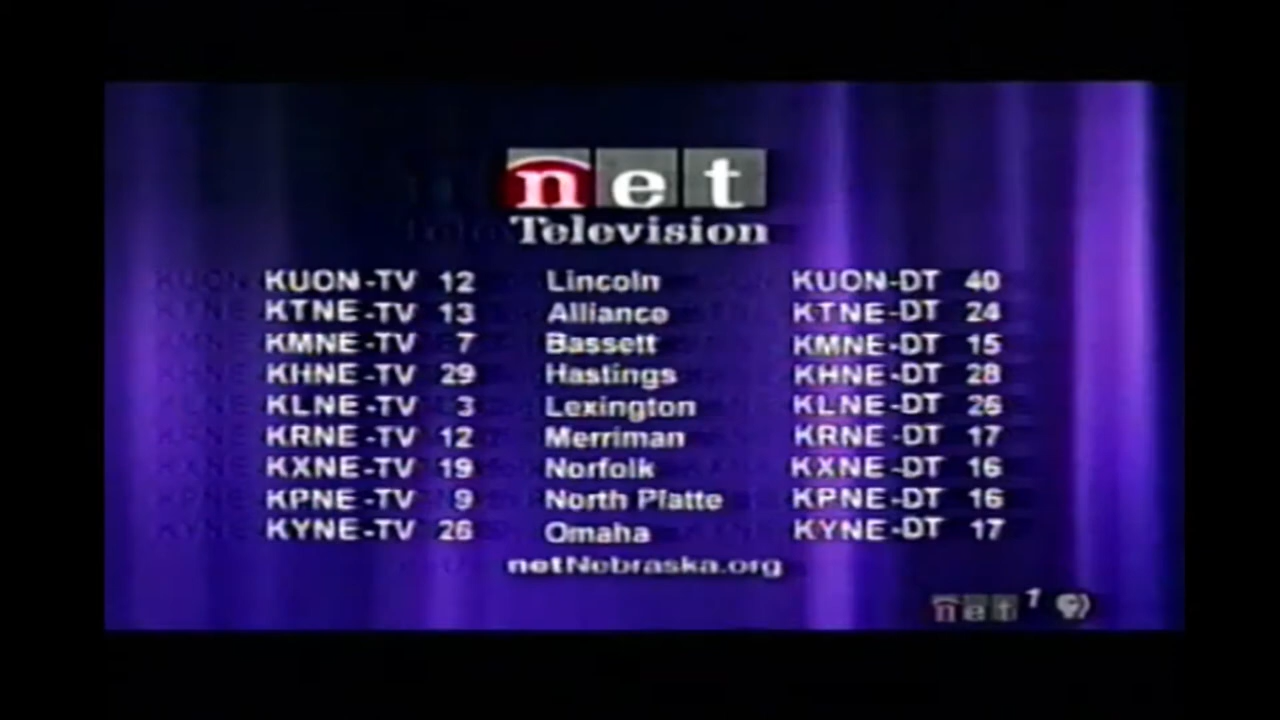 net
Television
KUON-TV 12 Lincoln KUON-DT 40
KTNE-TV 13 Alliance KTNE-DT 24
KMNE-TV 7 Bassett KMNE-DT 15
KHNE-TV 29 Hastings KHNE-DT 28
KLNE-TV 3 Lexington KLNE-DT 26
KRNE-TV 12 Merriman KRNE-DT 17
KXNE-TV 19 Norfolk KXNE-DT 16
KPNE-TV 9 North Platte KPNE-DT 16
KYNE-TV 26 Omaha KYNE-DT 17
netNebraska.org
net 1